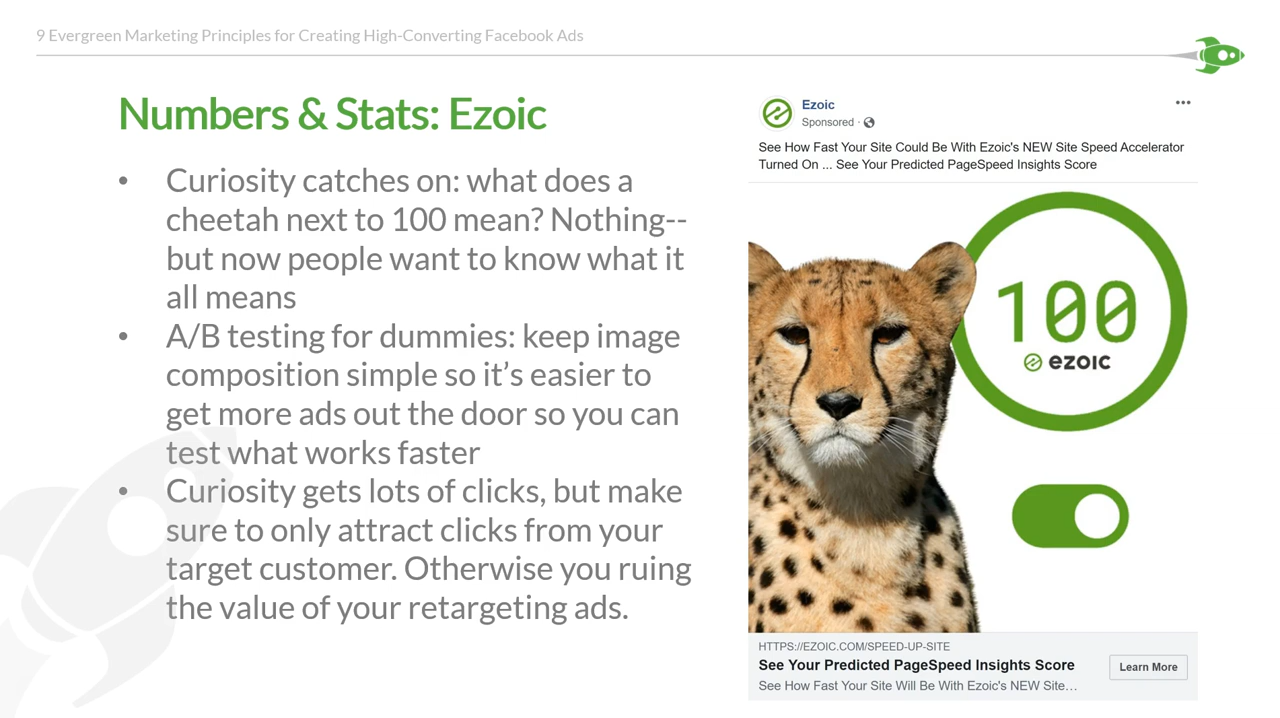 9 Evergreen Marketing Principles for Creating High-Converting Facebook Ads
Numbers & Stats: Ezoic
• Curiosity catches on: what does a
cheetah next to 100 mean? Nothing--
but now people want to know what it
all means
• A/B testing for dummies: keep image
composition simple so it’s easier to
get more ads out the door so you can
test what works faster
• Curiosity gets lots of clicks, but make
sure to only attract clicks from your
target customer. Otherwise you ruing
the value of your retargeting ads.
Ezoic
Sponsored ·
See How Fast Your Site Could Be With Ezoic's NEW Site Speed Accelerator
Turned On ... See Your Predicted PageSpeed Insights Score
100
ezoic
HTTPS://EZOIC.COM/SPEED-UP-SITE
See Your Predicted PageSpeed Insights Score
Learn More
See How Fast Your Site Will Be With Ezoic's NEW Site…